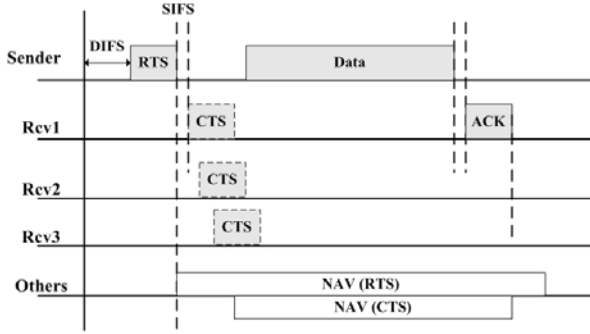 SIFS
DIFS
Sender RTS Data
Rcv1 CTS ACK
Rcv2 CTS
Rcv3 CTS
Others NAV (RTS)
NAV (CTS)